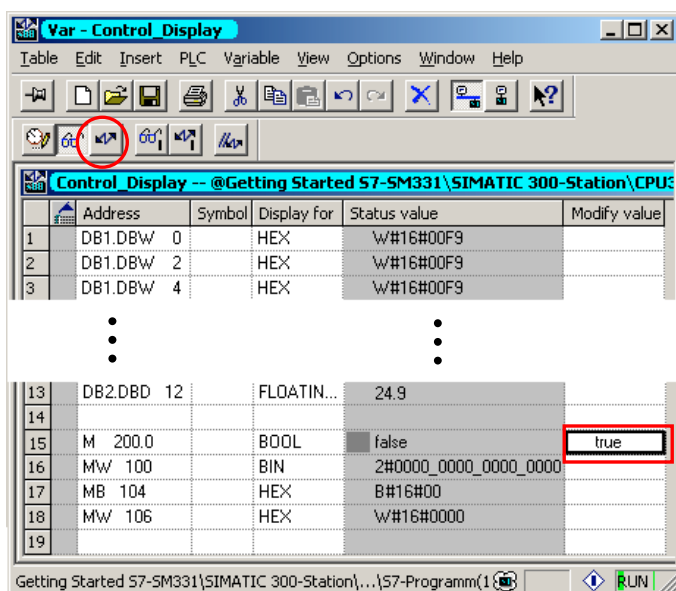 Var - Control_Display
Table Edit Insert PLC Variable View Options Window Help
Control_Display -- @Getting Started S7-SM331\SIMATIC 300-Station\CPU3
Address Symbol Display for Status value Modify value
1 DB1.DBW 0 HEX W#16#00F9
2 DB1.DBW 2 HEX W#16#00F9
3 DB1.DBW 4 HEX W#16#00F9
13 DB2.DBD 12 FLOATIN... 24.9
14
15 M 200.0 BOOL false true
16 MW 100 BIN 2#0000_0000_0000_0000
17 MB 104 HEX B#16#00
18 MW 106 HEX W#16#0000
19
Getting Started S7-SM331\SIMATIC 300-Station\...\S7-Programm(1 RUN